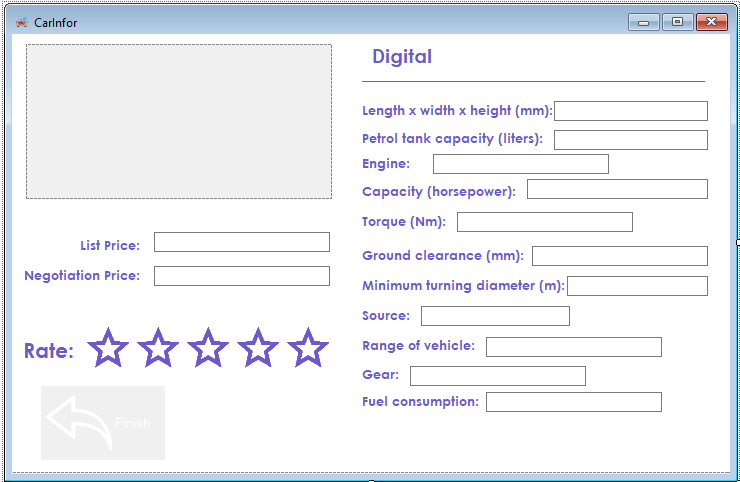 CarInfor
Digital
Length x width x height (mm):
Petrol tank capacity (liters):
Engine:
Capacity (horsepower):
Torque (Nm):
Ground clearance (mm):
Minimum turning diameter (m):
Source:
Range of vehicle:
Gear:
Fuel consumption:
List Price:
Negotiation Price:
Rate:
Finish